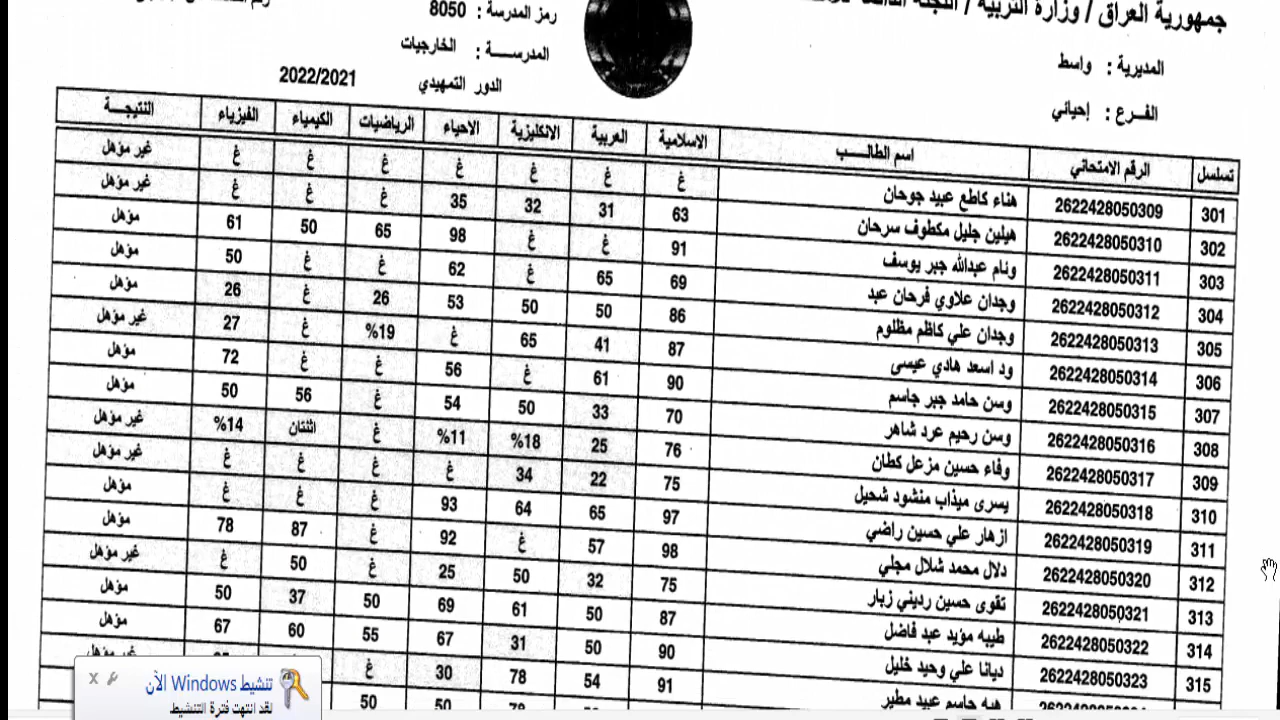 جمهورية العراق / وزارة التربية / اللجنة الدائمة
رمز المدرسة : 8050
المديرية : واسط
المدرســـة : الخارجيات
الفــرع : إحيائي
الدور التمهيدي 2022/2021
تسلسل الرقم الامتحاني اسم الطالـــب الاسلامية العربية الانكليزية الاحياء الرياضيات الكيمياء الفيزياء النتيجــة
301 2622428050309 هناء كاطع عبيد جوحان غ غ غ غ غ غ غ غير مؤهل
302 2622428050310 هيلين جليل مكطوف سرحان 63 31 32 35 غ غ غ غير مؤهل
303 2622428050311 ونام عبدالله جبر يوسف 91 غ غ 98 65 50 61 مؤهل
304 2622428050312 وجدان علاوي فرحان عبد 69 65 غ 62 غ غ 50 مؤهل
305 2622428050313 وجدان علي كاظم مظلوم 86 50 50 53 26 غ 26 مؤهل
306 2622428050314 ود اسعد هادي عيسى 87 41 65 غ %19 غ 27 غير مؤهل
307 2622428050315 وسن حامد جبر جاسم 90 61 غ 56 غ غ 72 مؤهل
308 2622428050316 وسن رحيم عرد شاهر 70 33 50 54 غ 56 50 مؤهل
309 2622428050317 وفاء حسين مزعل كطان 76 25 %18 %11 غ اثنتان %14 غير مؤهل
310 2622428050318 يسرى ميذاب منشود شحيل 75 22 34 غ غ غ غ غير مؤهل
311 2622428050319 ازهار علي حسين راضي 97 65 64 93 غ غ غ مؤهل
312 2622428050320 دلال محمد شلال مجلي 98 57 غ 92 غ 87 78 مؤهل
313 2622428050321 تقوى حسين رديني زبار 75 32 50 25 غ 50 غ غير مؤهل
314 2622428050322 طيبه مؤيد عبد فاضل 87 50 61 69 50 37 50 مؤهل
315 2622428050323 ديانا علي وحيد خليل 90 50 31 67 55 60 67 مؤهل
هبه جاسم عبيد مطير 91 54 78 30 غ
50 50
تنشيط Windows الآن
لقد انتهت فترة التنشيط